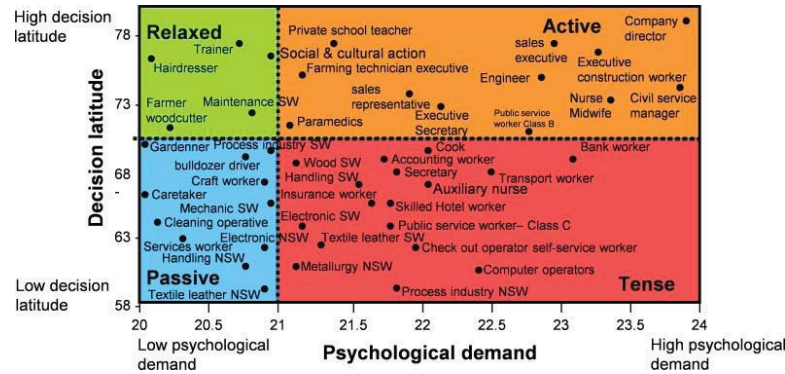 High decision
latitude
Decision latitude
Low decision
latitude
78
73
68
-
63
58
Relaxed
Trainer
Hairdresser
Farmer
woodcutter
Maintenance SW
Active
Private school teacher
Social & cultural action
Farming technician executive
sales
representative
Paramedics
Executive
Secretary
sales
executive
Engineer
Public service
worker Class B
Company
director
Executive
construction worker
Nurse
Midwife
Civil service
manager
Passive
Gardenner
Process industry SW
bulldozer driver
Craft worker
Caretaker
Mechanic SW
Cleaning operative
Services worker
Electronic NSW
Handling NSW
Textile leather NSW
Tense
Cook
Bank worker
Wood SW
Accounting worker
Secretary
Transport worker
Handling SW
Auxiliary nurse
Insurance worker
Skilled Hotel worker
Electronic SW
Public service worker– Class C
Textile leather SW
Check out operator self-service worker
Metallurgy NSW
Computer operators
Process industry NSW
20
20.5
21
21.5
22
22.5
23
23.5
24
Low psychological
demand
Psychological demand
High psychological
demand